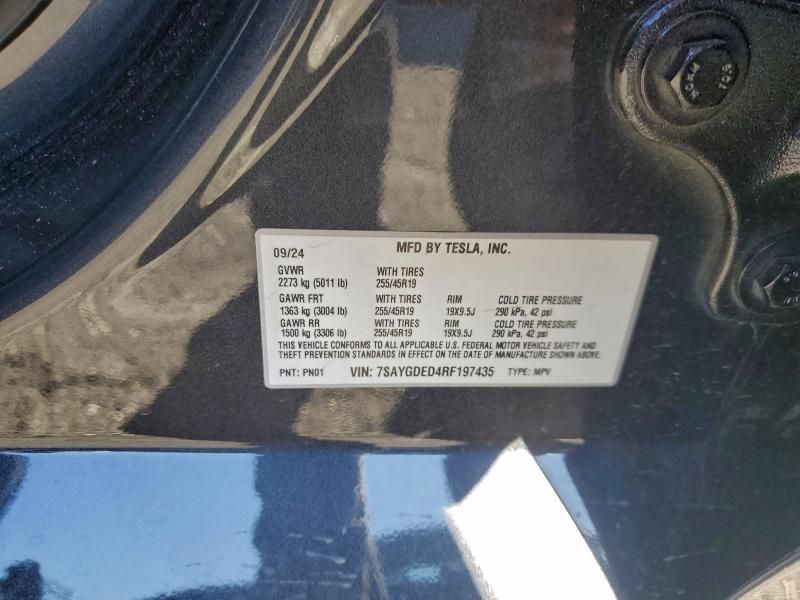 09/24 MFD BY TESLA, INC.
GVWR WITH TIRES
2273 kg (5011 lb) 255/45R19
GAWR FRT WITH TIRES RIM COLD TIRE PRESSURE
1363 kg (3004 lb) 255/45R19 19X9.5J 290 kPa, 42 psi
GAWR RR WITH TIRES RIM COLD TIRE PRESSURE
1500 kg (3306 lb) 255/45R19 19X9.5J 290 kPa, 42 psi
THIS VEHICLE CONFORMS TO ALL APPLICABLE U.S. FEDERAL MOTOR VEHICLE SAFETY AND
THEFT PREVENTION STANDARDS IN EFFECT ON THE DATE OF MANUFACTURE SHOWN ABOVE.
PNT: PN01 VIN: 7SAYGDED4RF197435 TYPE: MPV
10.9